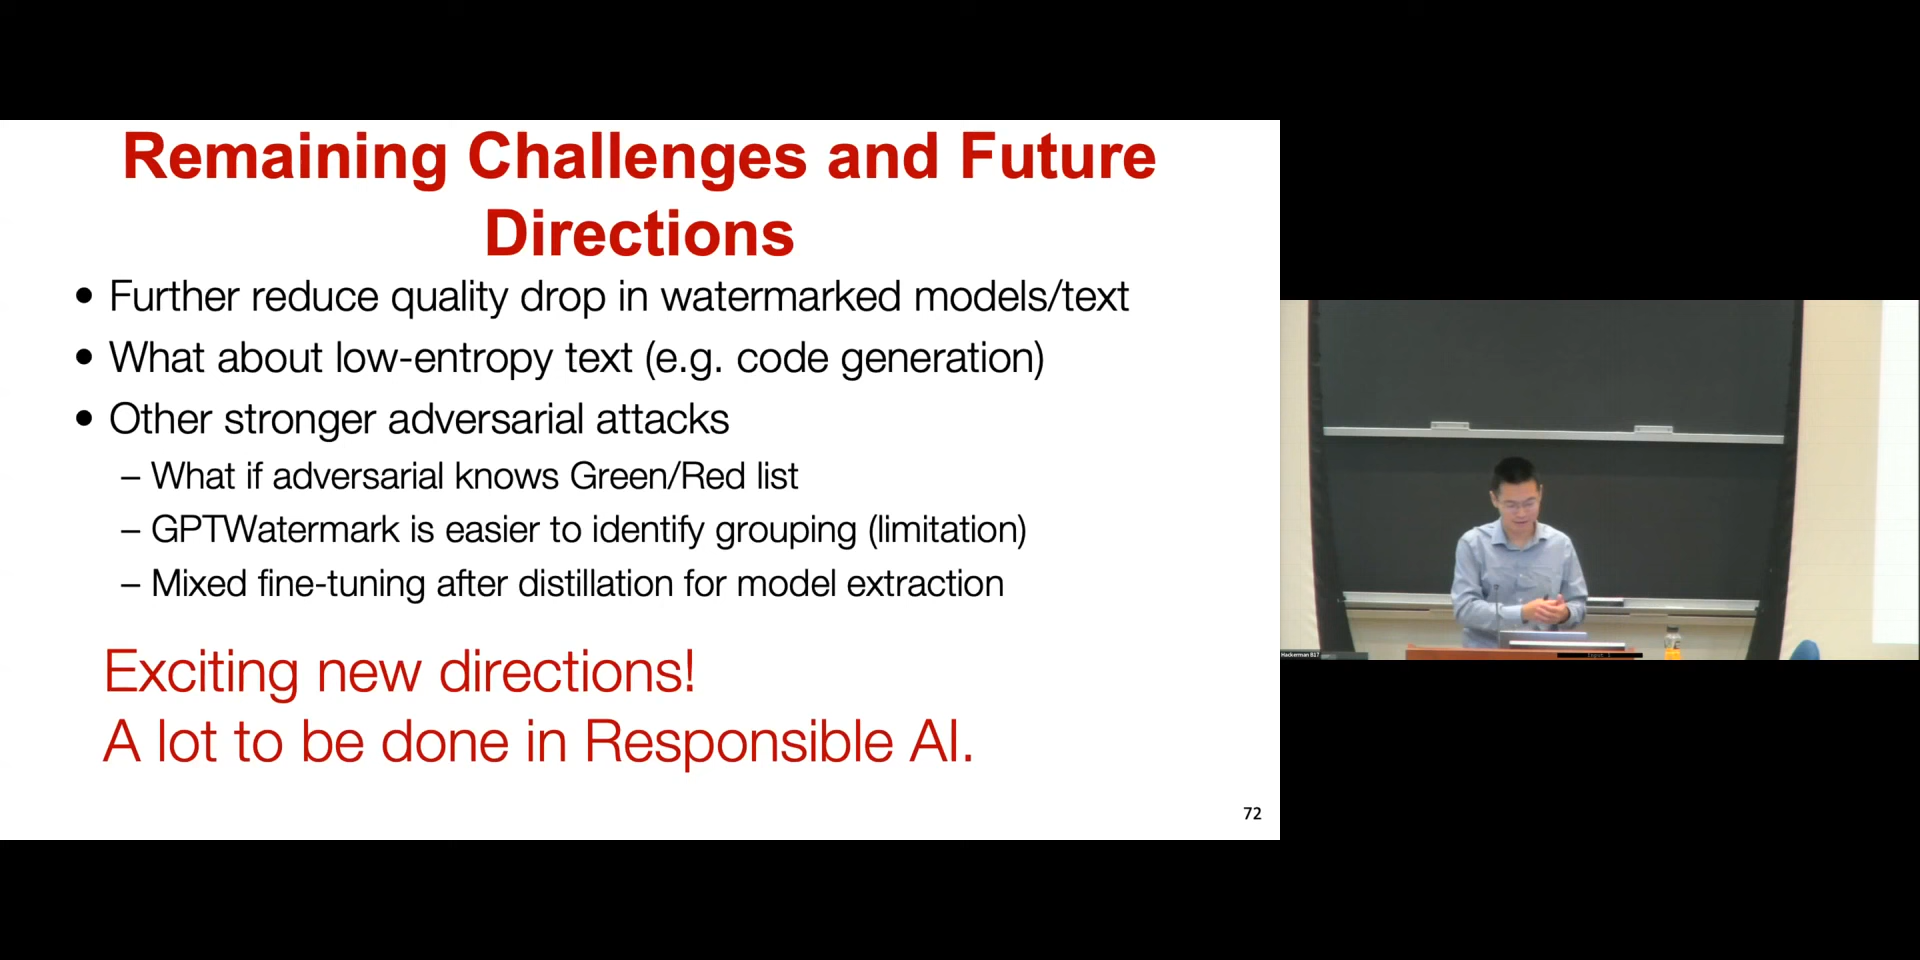 Remaining Challenges and Future
Directions
• Further reduce quality drop in watermarked models/text
• What about low-entropy text (e.g. code generation)
• Other stronger adversarial attacks
– What if adversarial knows Green/Red list
– GPTWatermark is easier to identify grouping (limitation)
– Mixed fine-tuning after distillation for model extraction
Exciting new directions!
A lot to be done in Responsible AI.
72
Hackerman B17